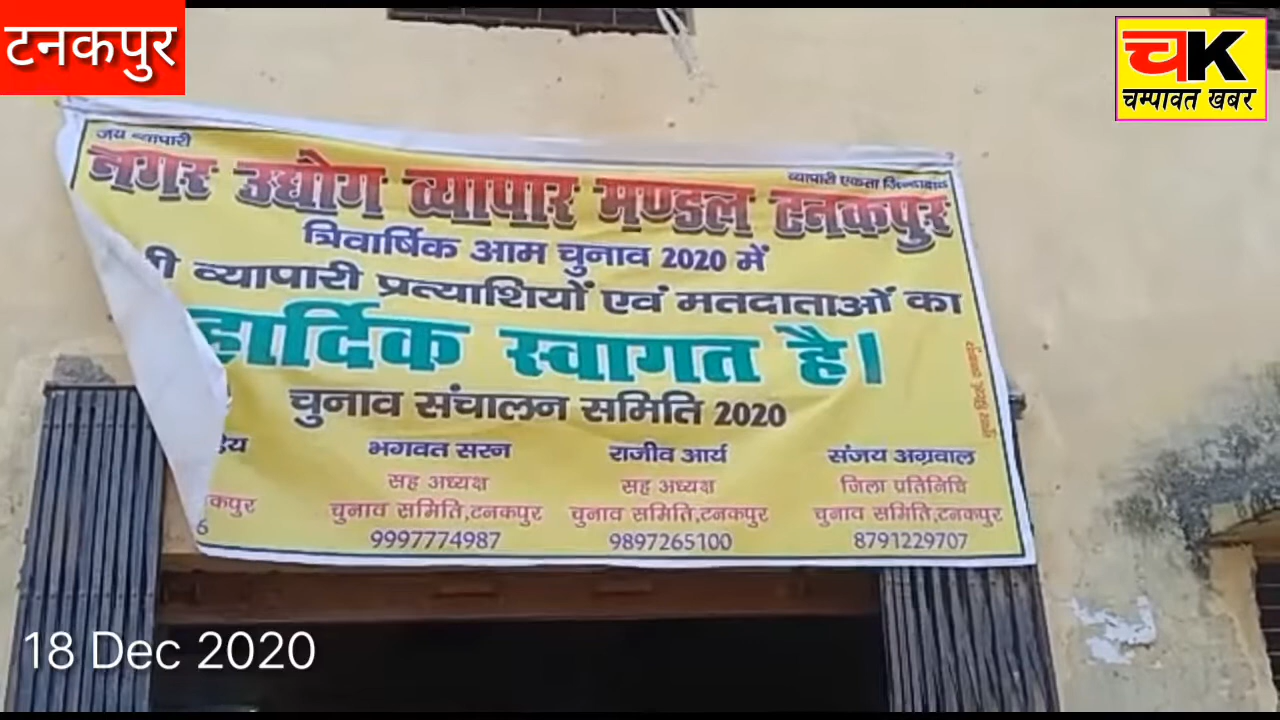 टनकपुर
चK
चम्पावत खबर
जय व्यापारी
व्यापारी एकता जिन्दाबाद
नगर उद्योग व्यापार मण्डल टनकपुर
त्रिवार्षिक आम चुनाव 2020 में
व्यापारी प्रत्याशियों एवं मतदाताओं का
हार्दिक स्वागत है।
चुनाव संचालन समिति 2020
भगवत सरन राजीव आर्य संजय अग्रवाल
सह अध्यक्ष सह अध्यक्ष जिला प्रतिनिधि
कपुर चुनाव समिति,टनकपुर चुनाव समिति,टनकपुर चुनाव समिति,टनकपुर
6 9997774987 9897265100 8791229707
18 Dec 2020